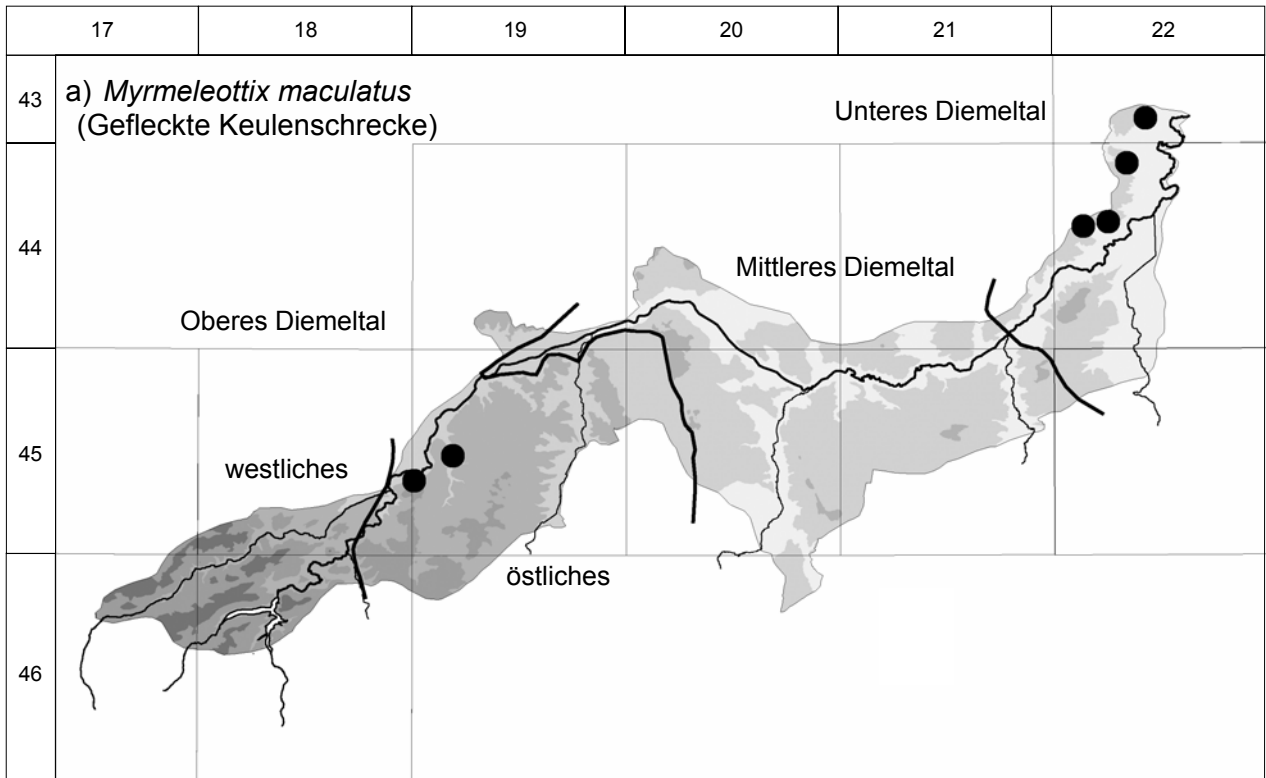 17 18 19 20 21 22
43
a) Myrmeleottix maculatus
(Gefleckte Keulenschrecke)
Unteres Diemeltal
44
Mittleres Diemeltal
Oberes Diemeltal
45
westliches
östliches
46